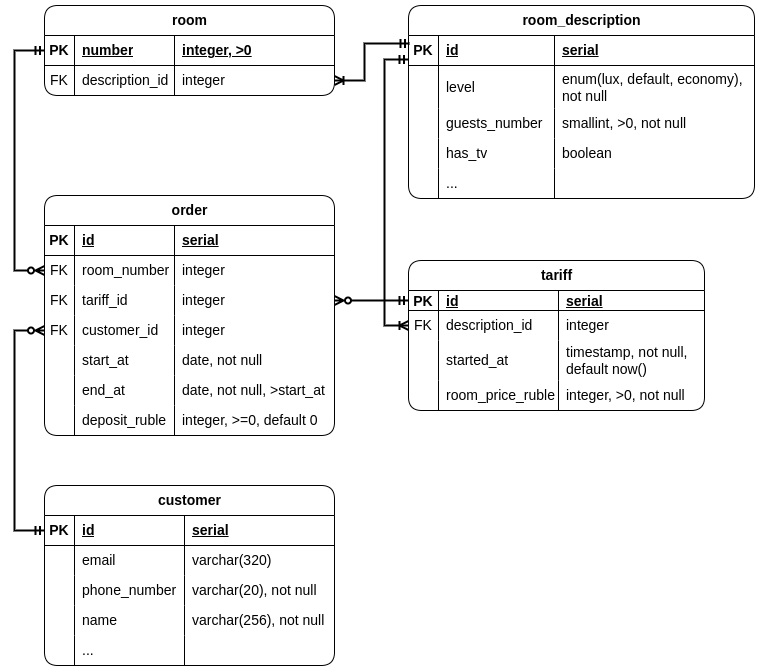 room
PK number integer, >0
FK description_id integer
room_description
PK id serial
level enum(lux, default, economy), not null
guests_number smallint, >0, not null
has_tv boolean
...
order
PK id serial
FK room_number integer
FK tariff_id integer
FK customer_id integer
start_at date, not null
end_at date, not null, >start_at
deposit_ruble integer, >=0, default 0
tariff
PK id serial
FK description_id integer
started_at timestamp, not null, default now()
room_price_ruble integer, >0, not null
customer
PK id serial
email varchar(320)
phone_number varchar(20), not null
name varchar(256), not null
...